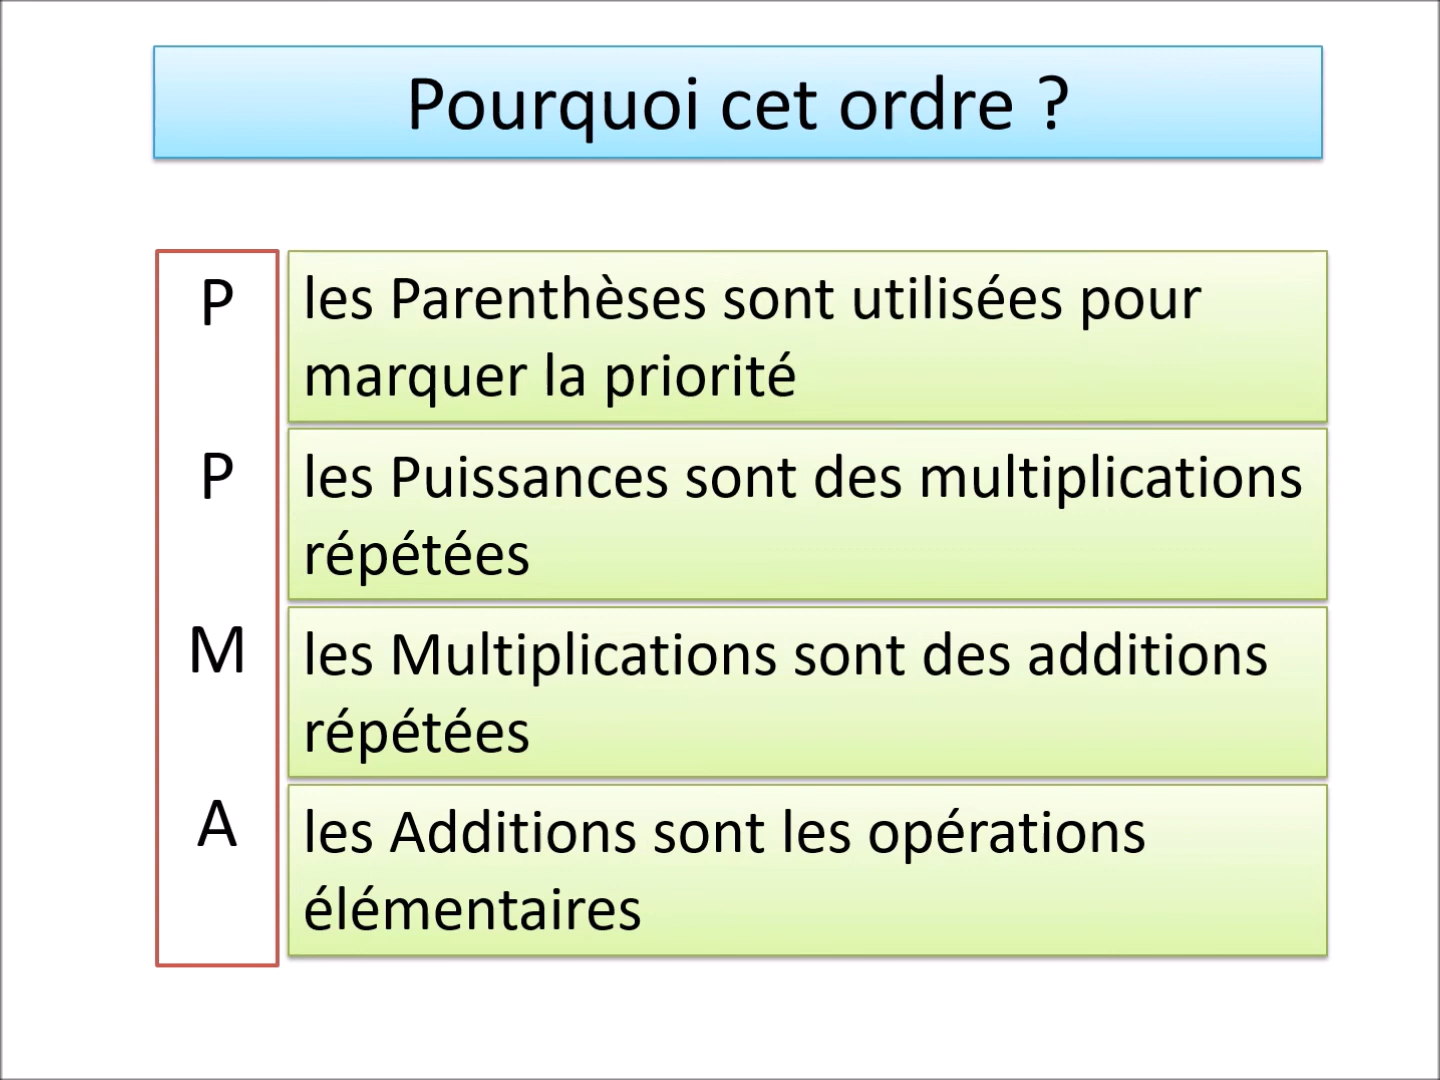 Pourquoi cet ordre ?
P
les Parenthèses sont utilisées pour
marquer la priorité
P
les Puissances sont des multiplications
répétées
M
les Multiplications sont des additions
répétées
A
les Additions sont les opérations
élémentaires